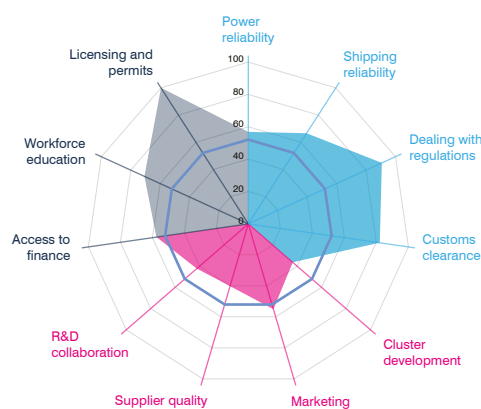 Power
reliability
Shipping
reliability
Dealing with
regulations
Customs
clearance
Cluster
development
Marketing
Supplier quality
R&D
collaboration
Access to
finance
Workforce
education
Licensing and
permits
100
80
60
40
20
0